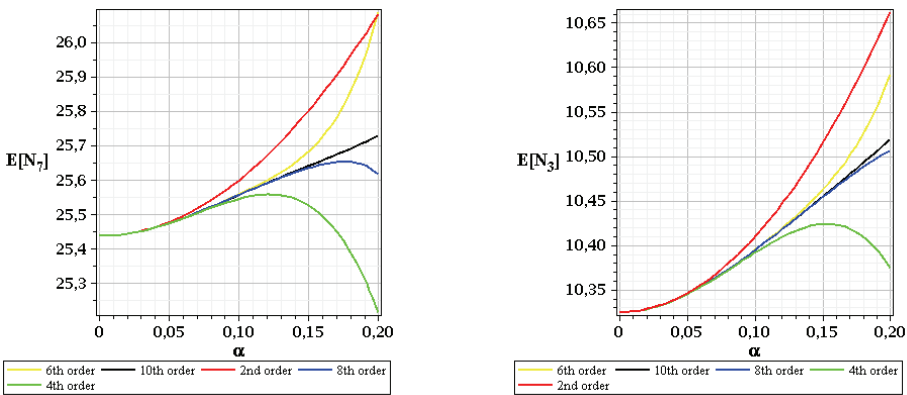 26,0
25,9
25,8
25,7
E[N7]
25,6
25,5
25,4
25,3
0 0,05 0,10 0,15 0,20
α
6th order 10th order 2nd order 8th order
4th order
10,65
10,60
10,55
E[N3]
10,50
10,45
10,40
10,35
0 0,05 0,10 0,15 0,20
α
6th order 10th order 8th order 4th order
2nd order